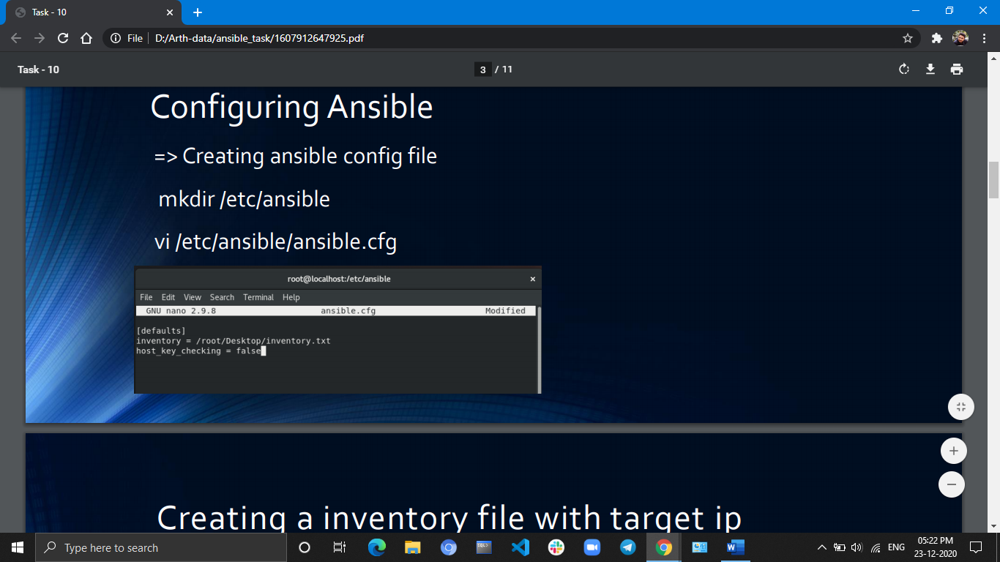 Task - 10
File
D:/Arth-data/ansible_task/1607912647925.pdf
Task - 10
3 / 11
Configuring Ansible
=> Creating ansible config file
mkdir /etc/ansible
vi /etc/ansible/ansible.cfg
root@localhost:/etc/ansible
File Edit View Search Terminal Help
GNU nano 2.9.8 ansible.cfg Modified
[defaults]
inventory = /root/Desktop/inventory.txt
host_key_checking = false
Creating a inventory file with target ip
Type here to search
SQL>
ENG
05:22 PM
23-12-2020